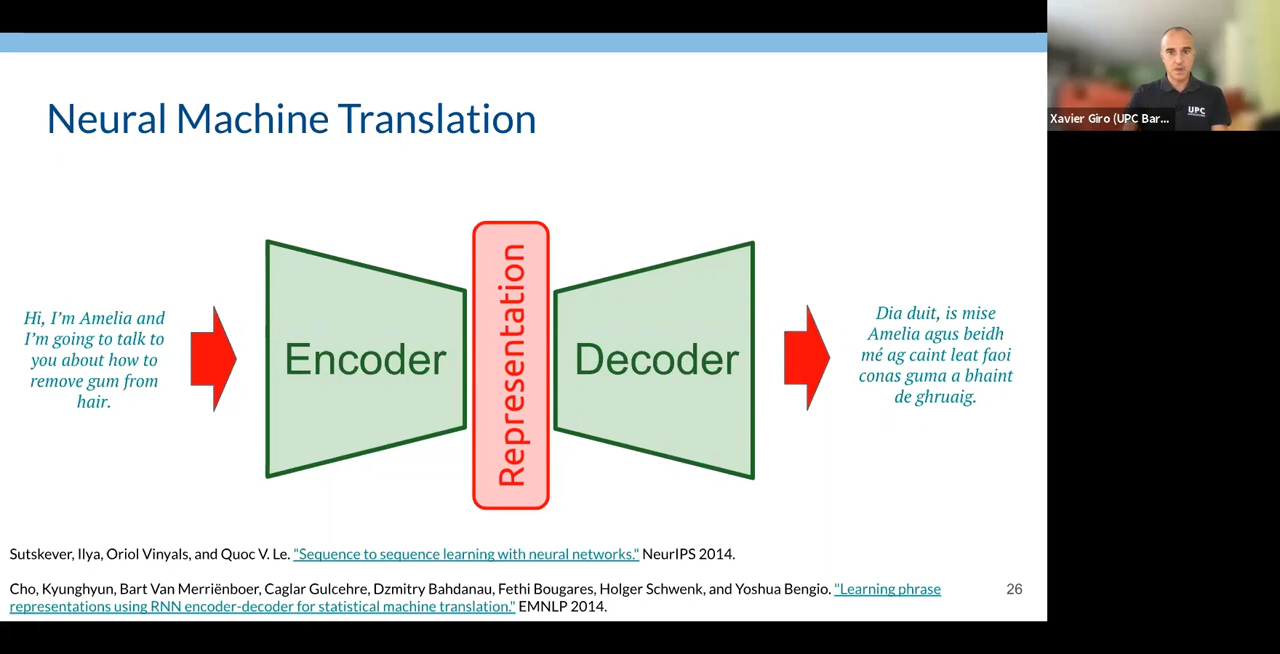 Neural Machine Translation
Hi, I’m Amelia and
I’m going to talk to
you about how to
remove gum from
hair.
Encoder
Representation
Decoder
Dia duit, is mise
Amelia agus beidh
mé ag caint leat faoi
conas guma a bhaint
de ghruaig.
Sutskever, Ilya, Oriol Vinyals, and Quoc V. Le. "Sequence to sequence learning with neural networks." NeurIPS 2014.
Cho, Kyunghyun, Bart Van Merriënboer, Caglar Gulcehre, Dzmitry Bahdanau, Fethi Bougares, Holger Schwenk, and Yoshua Bengio. "Learning phrase
representations using RNN encoder-decoder for statistical machine translation." EMNLP 2014.
26
UPC
Xavier Giro (UPC Bar...